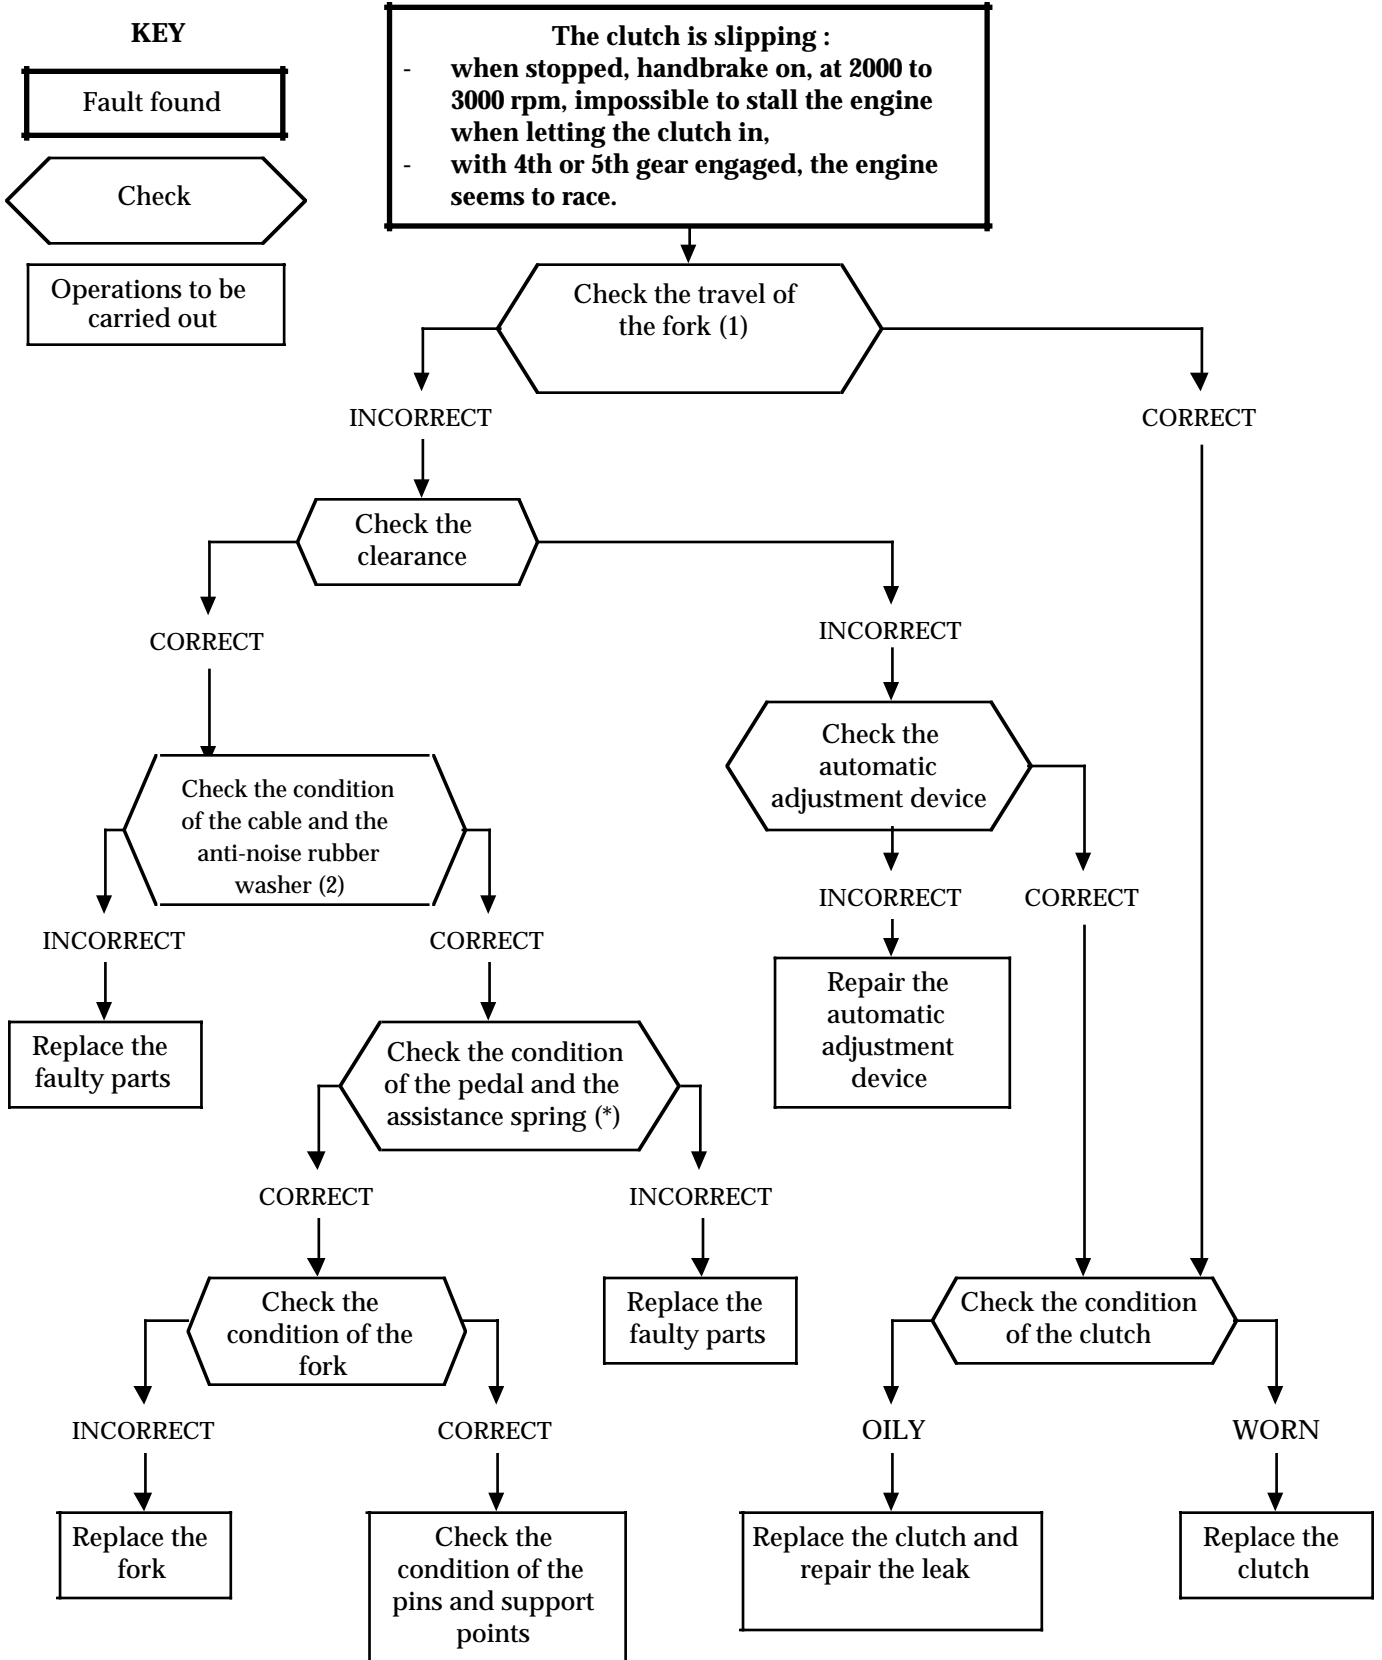 KEY
Fault found
Check
Operations to be
carried out
The clutch is slipping :
- when stopped, handbrake on, at 2000 to
3000 rpm, impossible to stall the engine
when letting the clutch in,
- with 4th or 5th gear engaged, the engine
seems to race.
Check the travel of
the fork (1)
INCORRECT
CORRECT
Check the
clearance
CORRECT
INCORRECT
Check the condition
of the cable and the
anti-noise rubber
washer (2)
Check the
automatic
adjustment device
INCORRECT
CORRECT
INCORRECT
CORRECT
Replace the
faulty parts
Check the condition
of the pedal and the
assistance spring (*)
Repair the
automatic
adjustment
device
CORRECT
INCORRECT
Check the
condition of the
fork
Replace the
faulty parts
Check the condition
of the clutch
INCORRECT
CORRECT
OILY
WORN
Replace the
fork
Check the
condition of the
pins and support
points
Replace the clutch and
repair the leak
Replace the
clutch